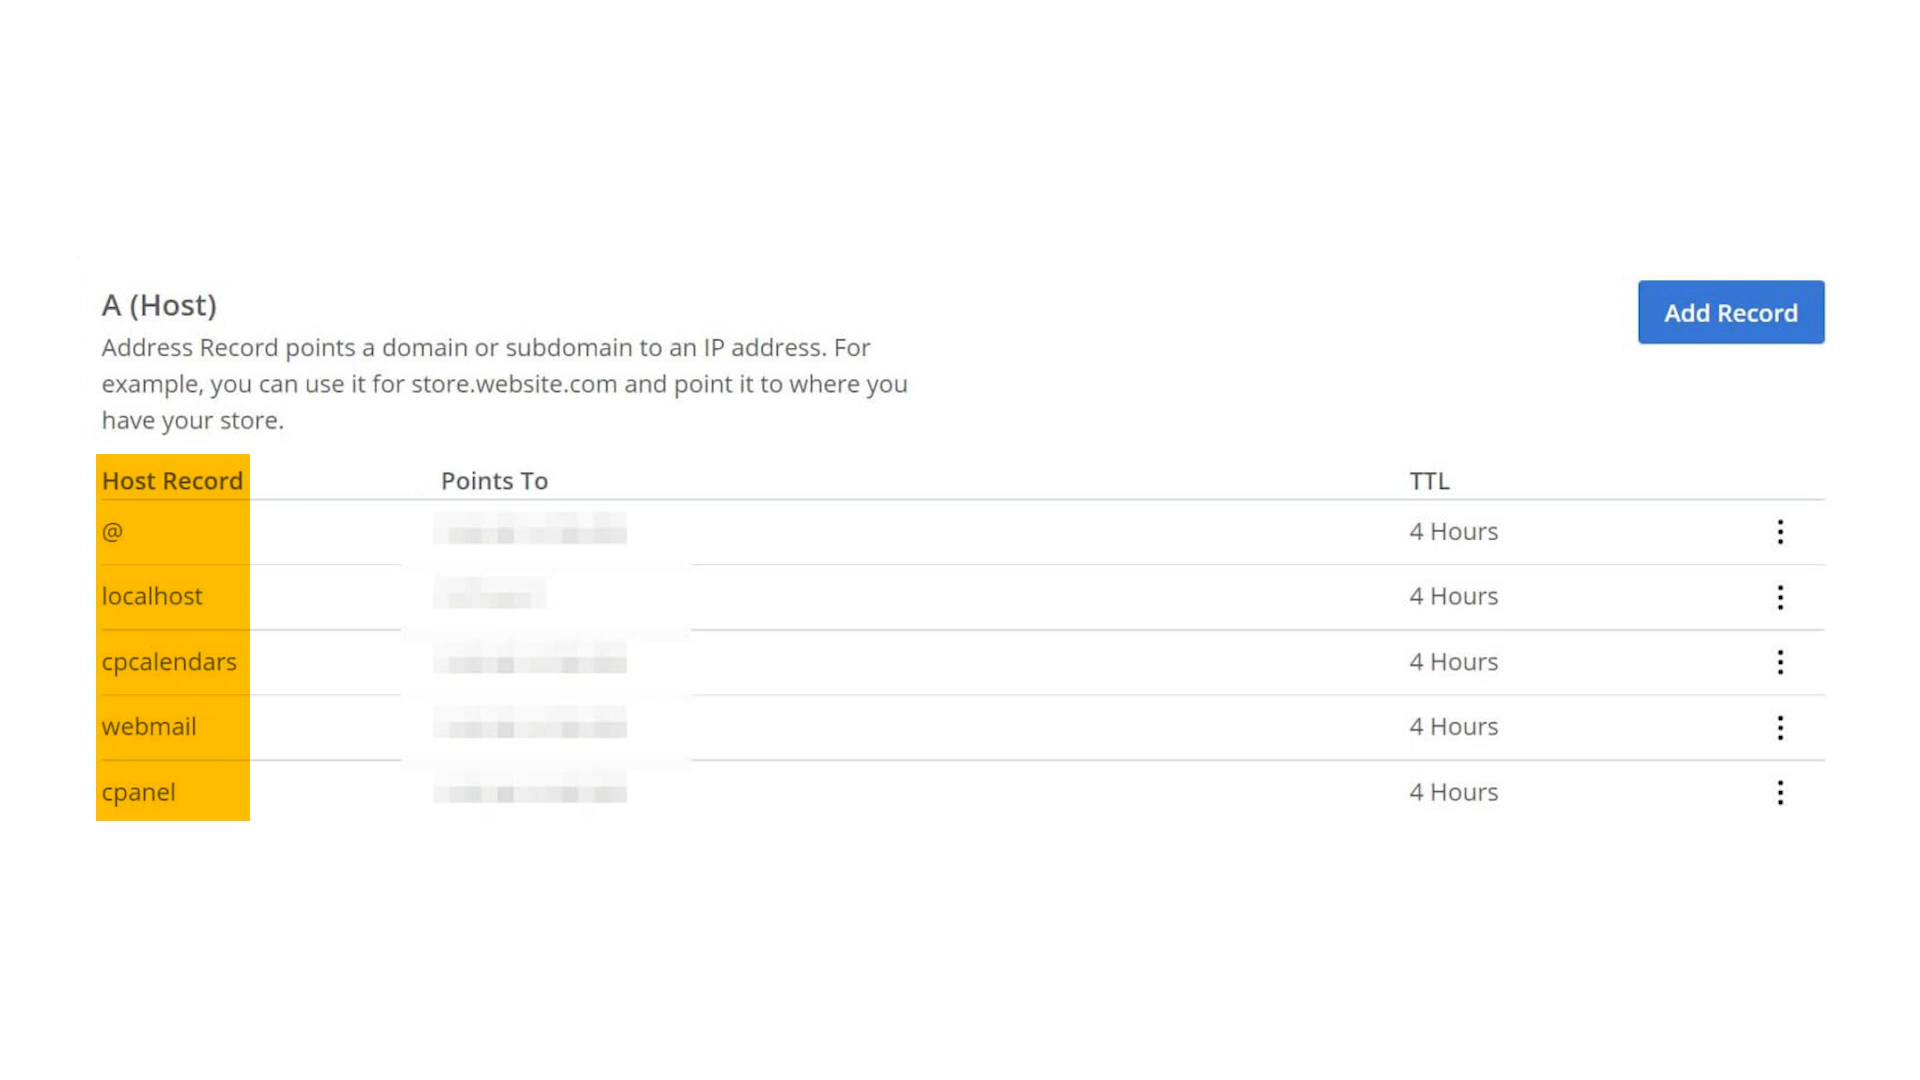 A (Host)
Add Record
Address Record points a domain or subdomain to an IP address. For
example, you can use it for store.website.com and point it to where you
have your store.
Host Record Points To TTL
@ 4 Hours
localhost 4 Hours
cpcalendars 4 Hours
webmail 4 Hours
cpanel 4 Hours